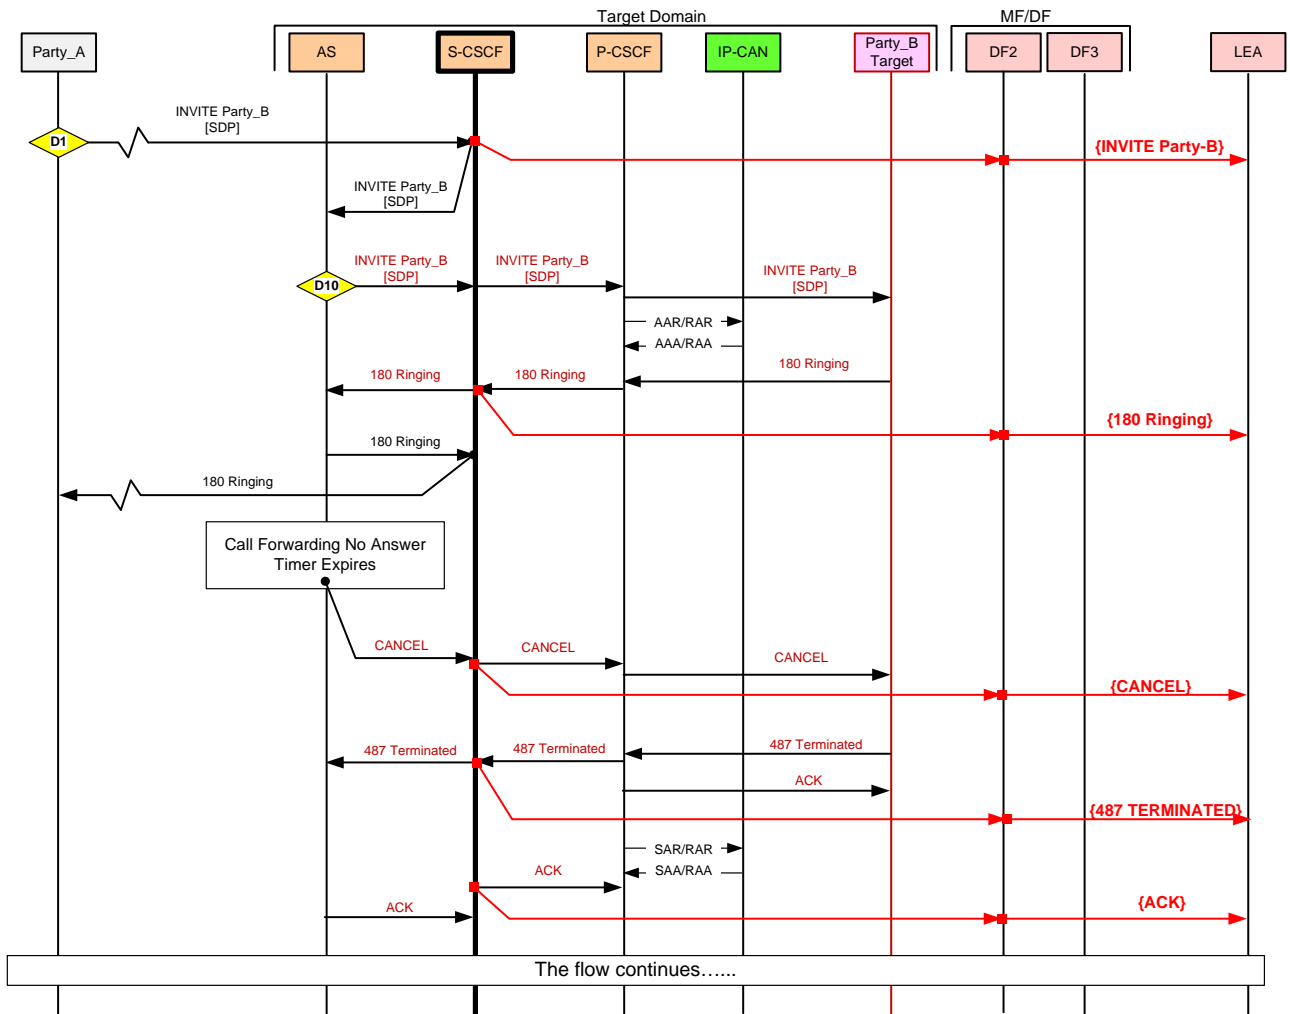 Target Domain
MF/DF
Party_A
AS
S-CSCF
P-CSCF
IP-CAN
Party_B
Target
DF2
DF3
LEA
INVITE Party_B
[SDP]
D1
{INVITE Party-B}
INVITE Party_B
[SDP]
INVITE Party_B
[SDP]
INVITE Party_B
[SDP]
INVITE Party_B
[SDP]
D10
AAR/RAR
AAA/RAA
180 Ringing
180 Ringing
180 Ringing
{180 Ringing}
180 Ringing
180 Ringing
Call Forwarding No Answer
Timer Expires
CANCEL
CANCEL
CANCEL
{CANCEL}
487 Terminated
487 Terminated
487 Terminated
ACK
{487 TERMINATED}
SAR/RAR
SAA/RAA
ACK
ACK
{ACK}
The flow continues…...